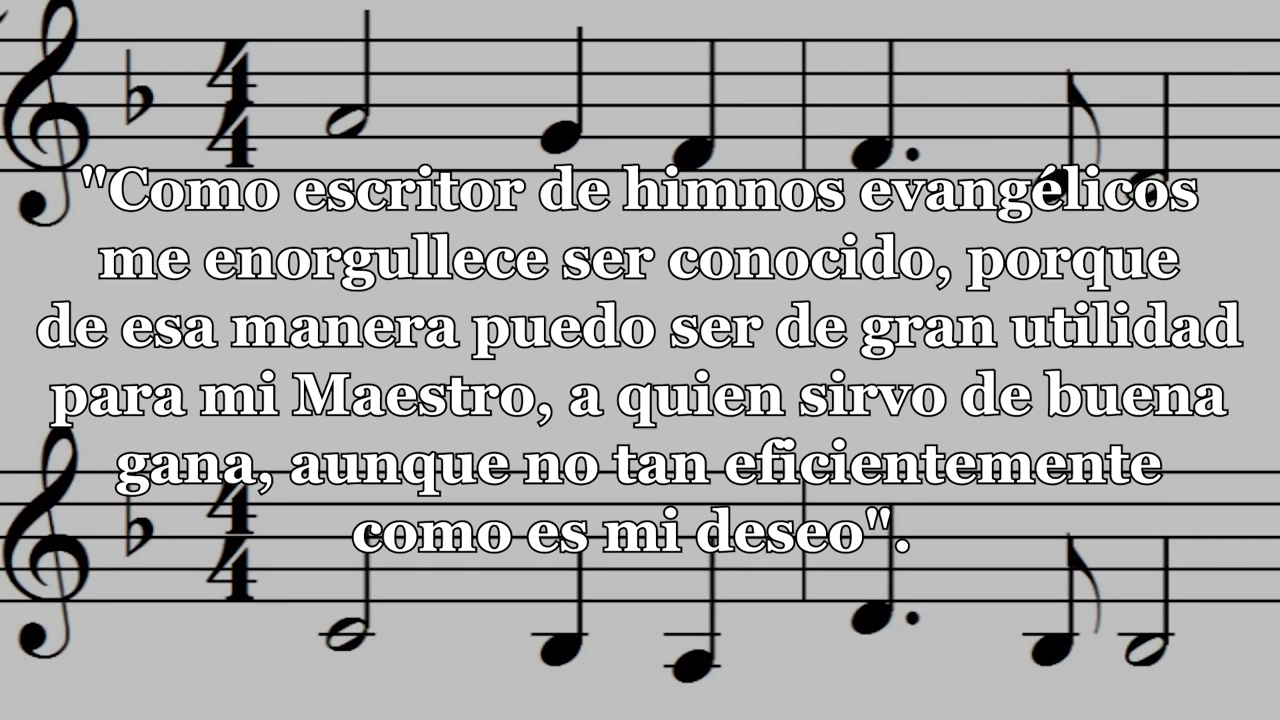 "Como escritor de himnos evangélicos
me enorgullece ser conocido, porque
de esa manera puedo ser de gran utilidad
para mi Maestro, a quien sirvo de buena
gana, aunque no tan eficientemente
como es mi deseo".